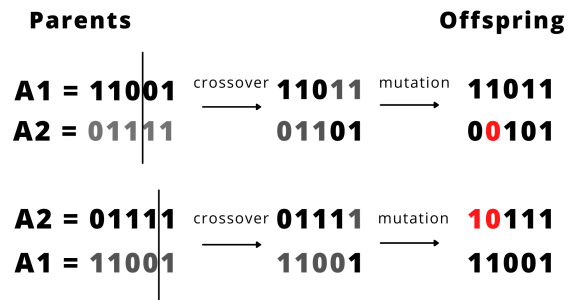 Parents Offspring
A1 = 11001 crossover 11011 mutation 11011
A2 = 01111 01101 00101
A2 = 01111 crossover 01111 mutation 10111
A1 = 11001 11001 11001